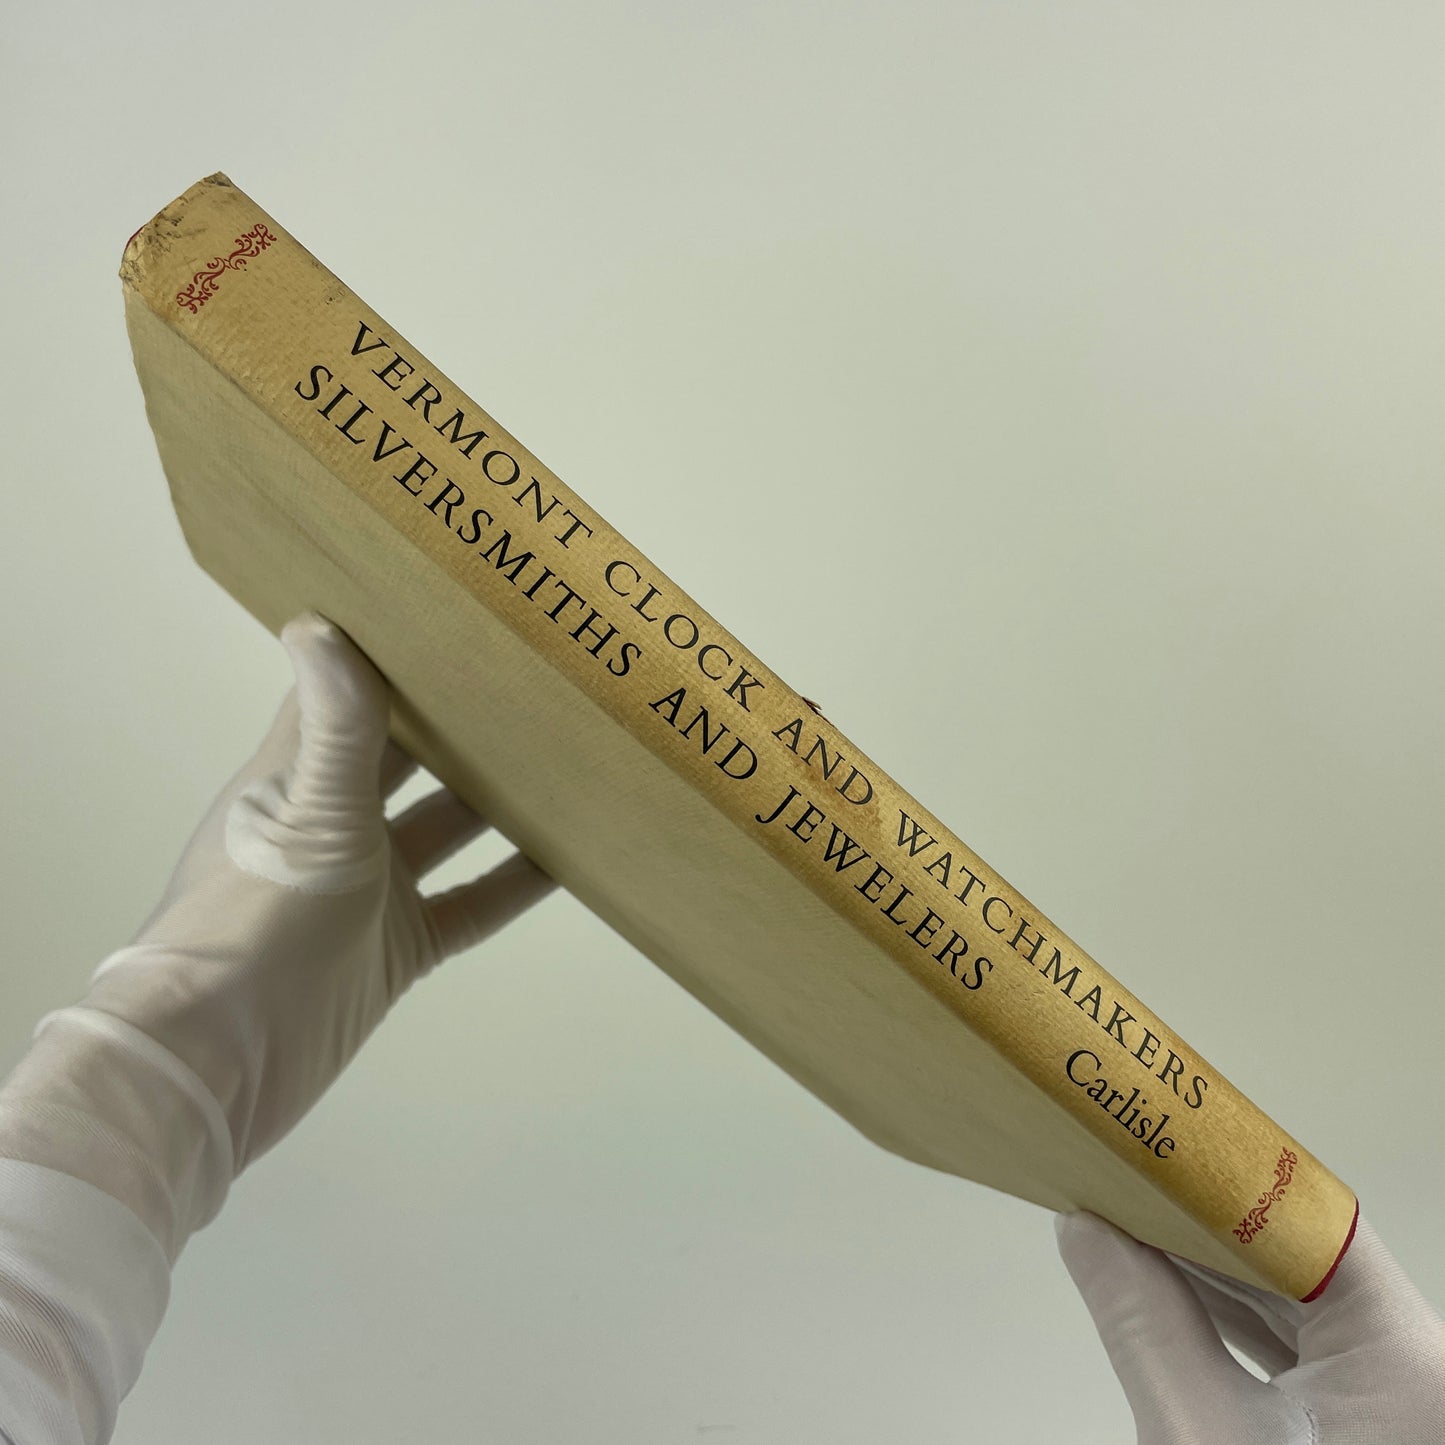 VERMONT CLOCK AND WATCHMAKERS
SILVERSMITHS AND JEWELERS
Carlisle